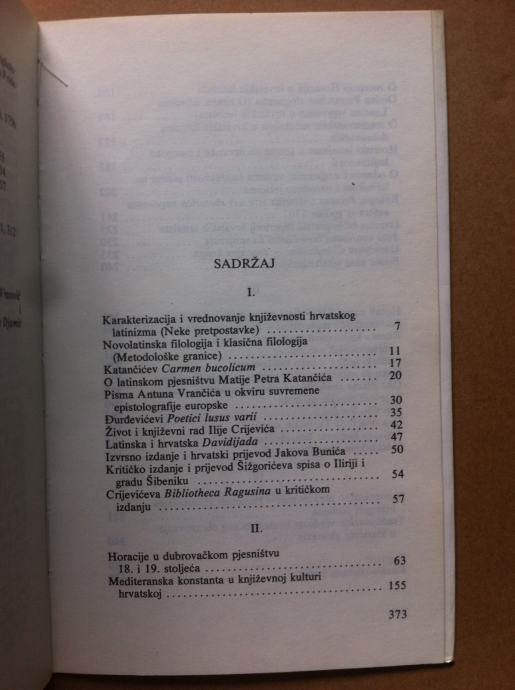 SADRŽAJ
I.
Karakterizacija i vrednovanje književnosti hrvatskog
latinizma (Neke pretpostavke) . . . . . . . . . . . . . . . . . 7
Novolatinska filologija i klasična filologija
(Metodološke granice) . . . . . . . . . . . . . . . . . . . . . . 11
Katančićev Carmen bucolicum . . . . . . . . . . . . . . . . . . . 17
O latinskom pjesništvu Matije Petra Katančića . . . . . . . 20
Pisma Antuna Vrančića u okviru suvremene
epistolografije europske . . . . . . . . . . . . . . . . . . . . 30
Đurđevićevi Poetici lusus varii . . . . . . . . . . . . . . . . . . 35
Život i književni rad Ilije Crijevića . . . . . . . . . . . . . . . 42
Latinska i hrvatska Davidijada . . . . . . . . . . . . . . . . . . 47
Izvrsno izdanje i hrvatski prijevod Jakova Bunića . . . . 50
Kritičko izdanje i prijevod Šižgorićeva spisa o Iliriji i
gradu Šibeniku . . . . . . . . . . . . . . . . . . . . . . . . . . 54
Crijevićeva Bibliotheca Ragusina u kritičkom
izdanju . . . . . . . . . . . . . . . . . . . . . . . . . . . . . . . 57
II.
Horacije u dubrovačkom pjesništvu
18. i 19. stoljeća . . . . . . . . . . . . . . . . . . . . . . . . . 63
Mediteranska konstanta u književnoj kulturi
hrvatskoj . . . . . . . . . . . . . . . . . . . . . . . . . . . . . . 155
373